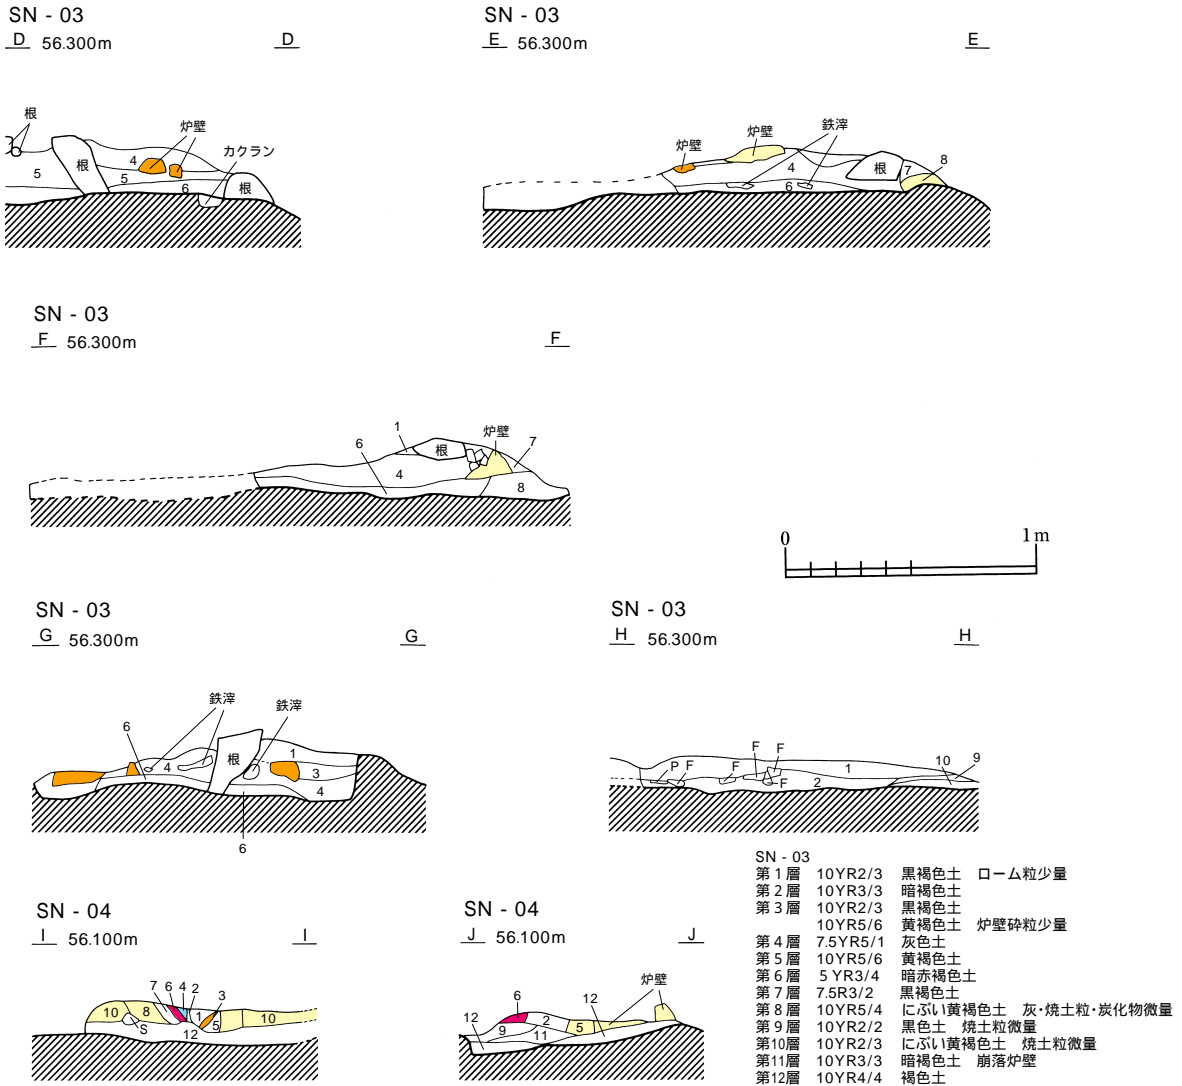 SN - 03
D 56.300m D
根
炉壁
カクラン
根
4
5
5
6
根
SN - 03
E 56.300m E
炉壁
炉壁
鉄滓
4
6
根
7
8
SN - 03
F 56.300m F
6
1
根
炉壁
7
4
8
0 1m
SN - 03
G 56.300m G
鉄滓
鉄滓
6
4
根
1
3
4
6
SN - 03
H 56.300m H
P F F F F F
1
2
10
9
SN - 04
I 56.100m I
7 6 4 2 3
10 8 1 5 10
S
12
SN - 04
J 56.100m J
炉壁
6
12
12
2
9
5
11
SN - 03
第1層 10YR2/3 黒褐色土 ローム粒少量
第2層 10YR3/3 暗褐色土
第3層 10YR2/3 黒褐色土
10YR5/6 黄褐色土 炉壁砕粒少量
第4層 7.5YR5/1 灰色土
第5層 10YR5/6 黄褐色土
第6層 5YR3/4 暗赤褐色土
第7層 7.5R3/2 黒褐色土
第8層 10YR5/4 にぶい黄褐色土 灰・焼土粒・炭化物微量
第9層 10YR2/2 黒色土 焼土粒微量
第10層 10YR2/3 にぶい黄褐色土 焼土粒微量
第11層 10YR3/3 暗褐色土 崩落炉壁
第12層 10YR4/4 褐色土